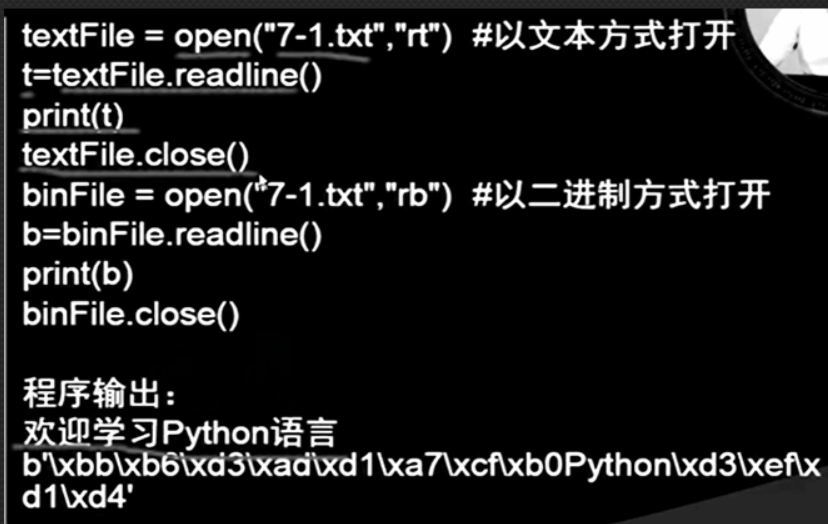 textFile = open("7-1.txt","rt")  #以文本方式打开
t=textFile.readline()
print(t)
textFile.close()
binFile = open("7-1.txt","rb")  #以二进制方式打开
b=binFile.readline()
print(b)
binFile.close()
程序输出：
欢迎学习Python语言
b'\xbb\xb6\xd3\xad\xd1\xa7\xcf\xb0Python\xd3\xef\x
d1\xd4'